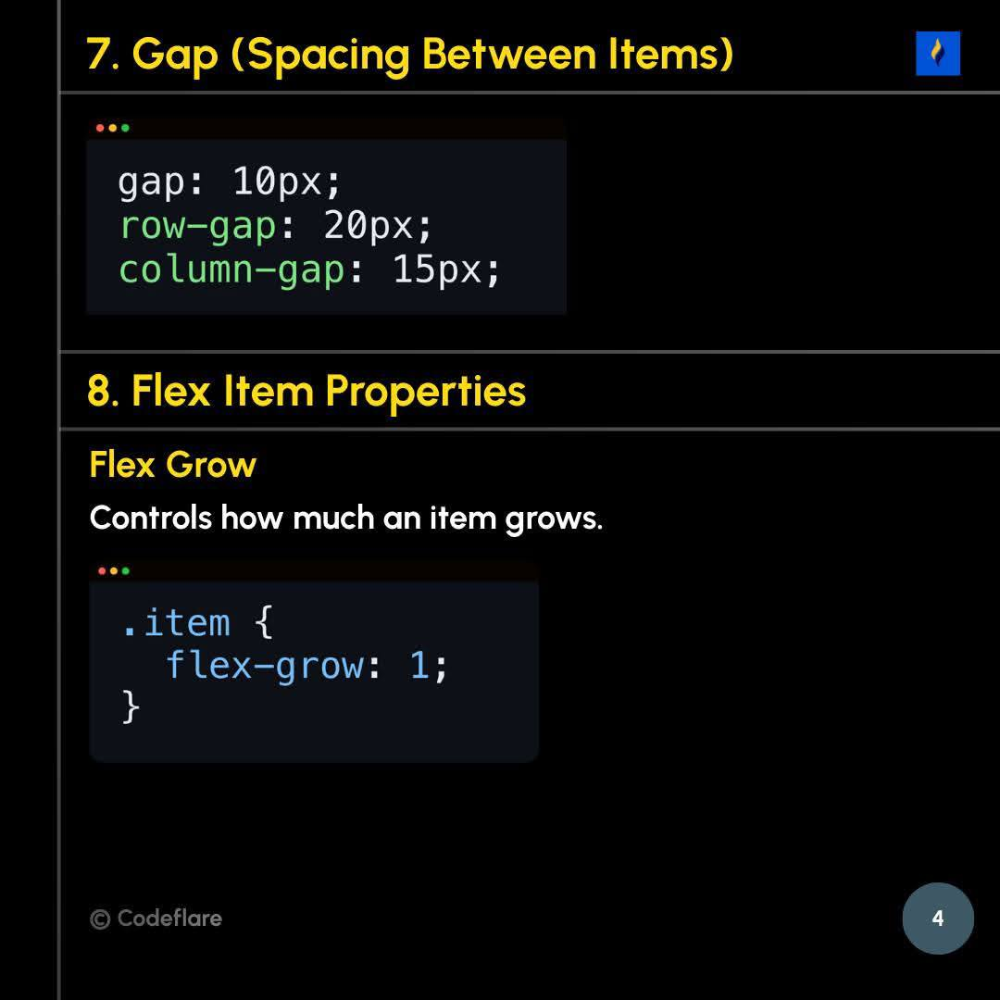 7. Gap (Spacing Between Items)
gap: 10px;
row-gap: 20px;
column-gap: 15px;
8. Flex Item Properties
Flex Grow
Controls how much an item grows.
.item {
  flex-grow: 1;
}
© Codeflare
4